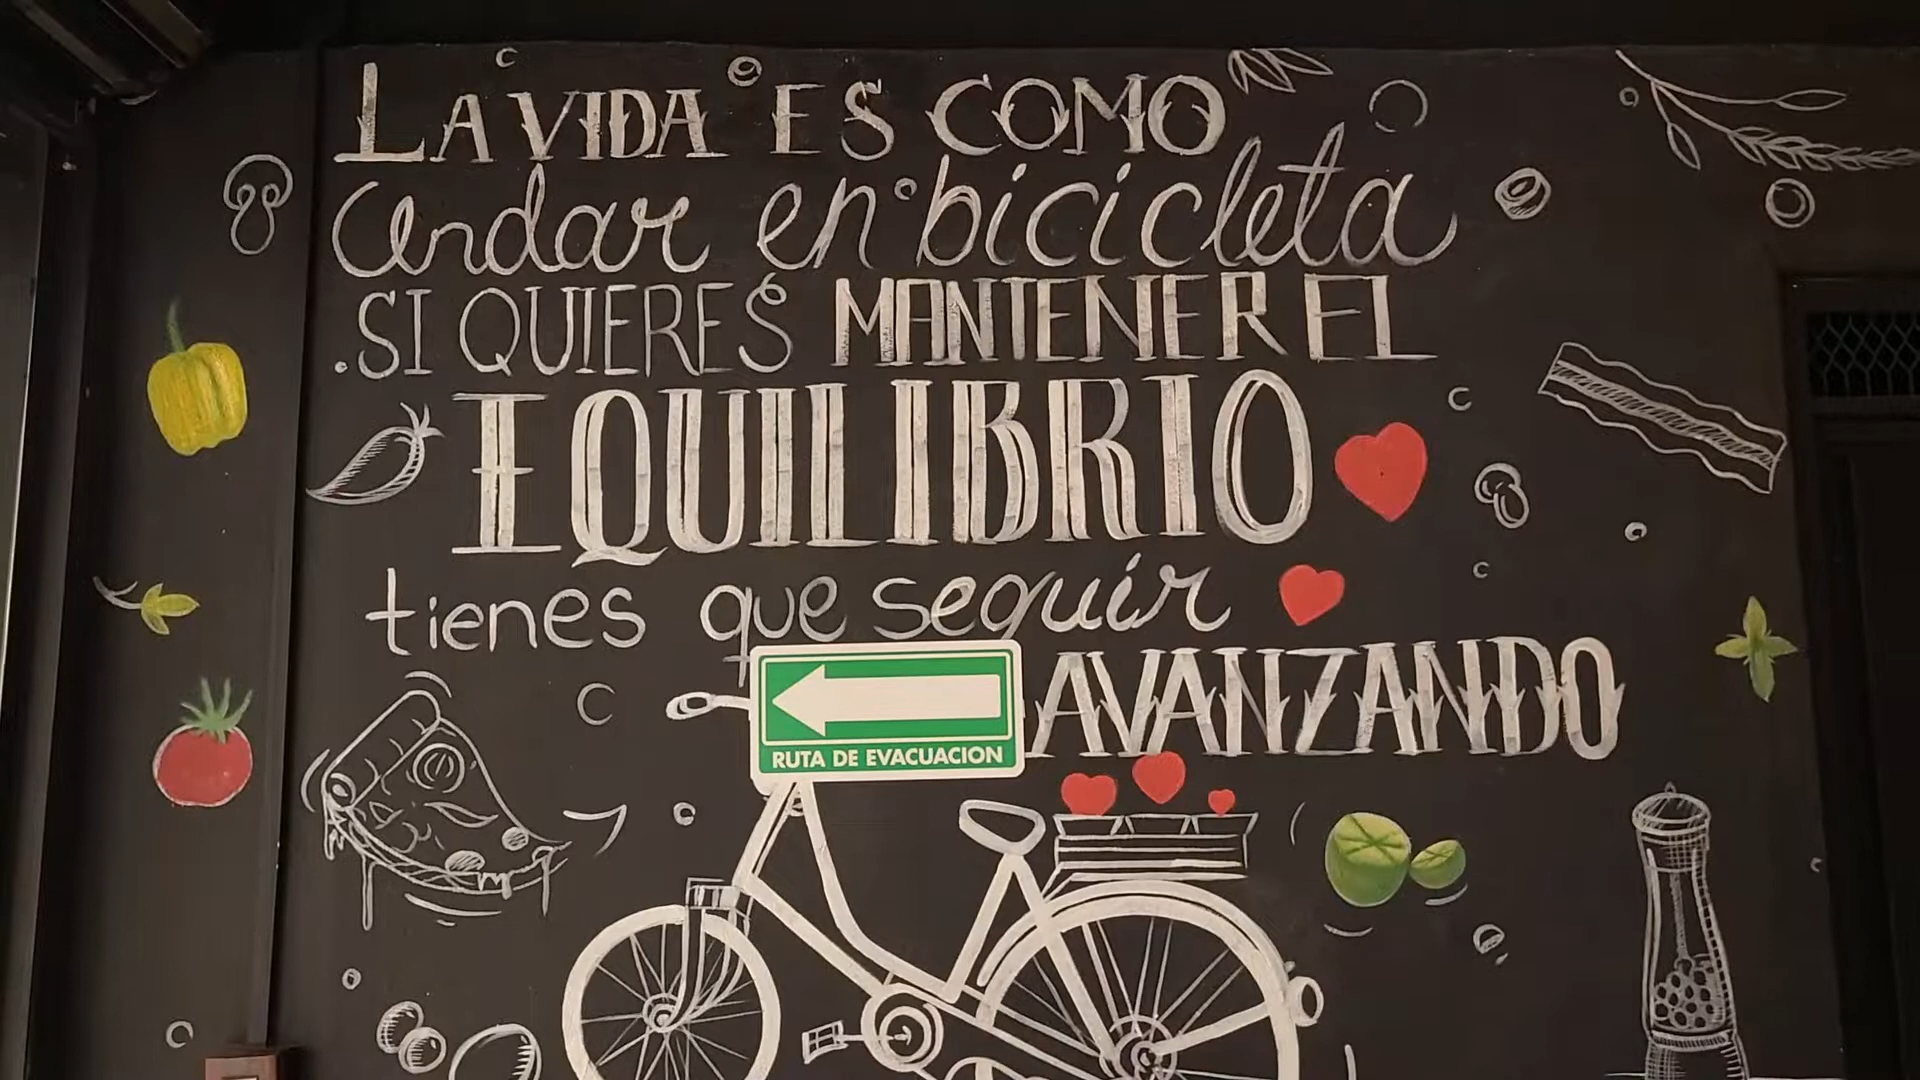 LA VIDA ES COMO
andar en bicicleta
.SI QUIERES MANTENER EL
EQUILIBRIO
tienes que seguir
AVANZANDO
RUTA DE EVACUACION